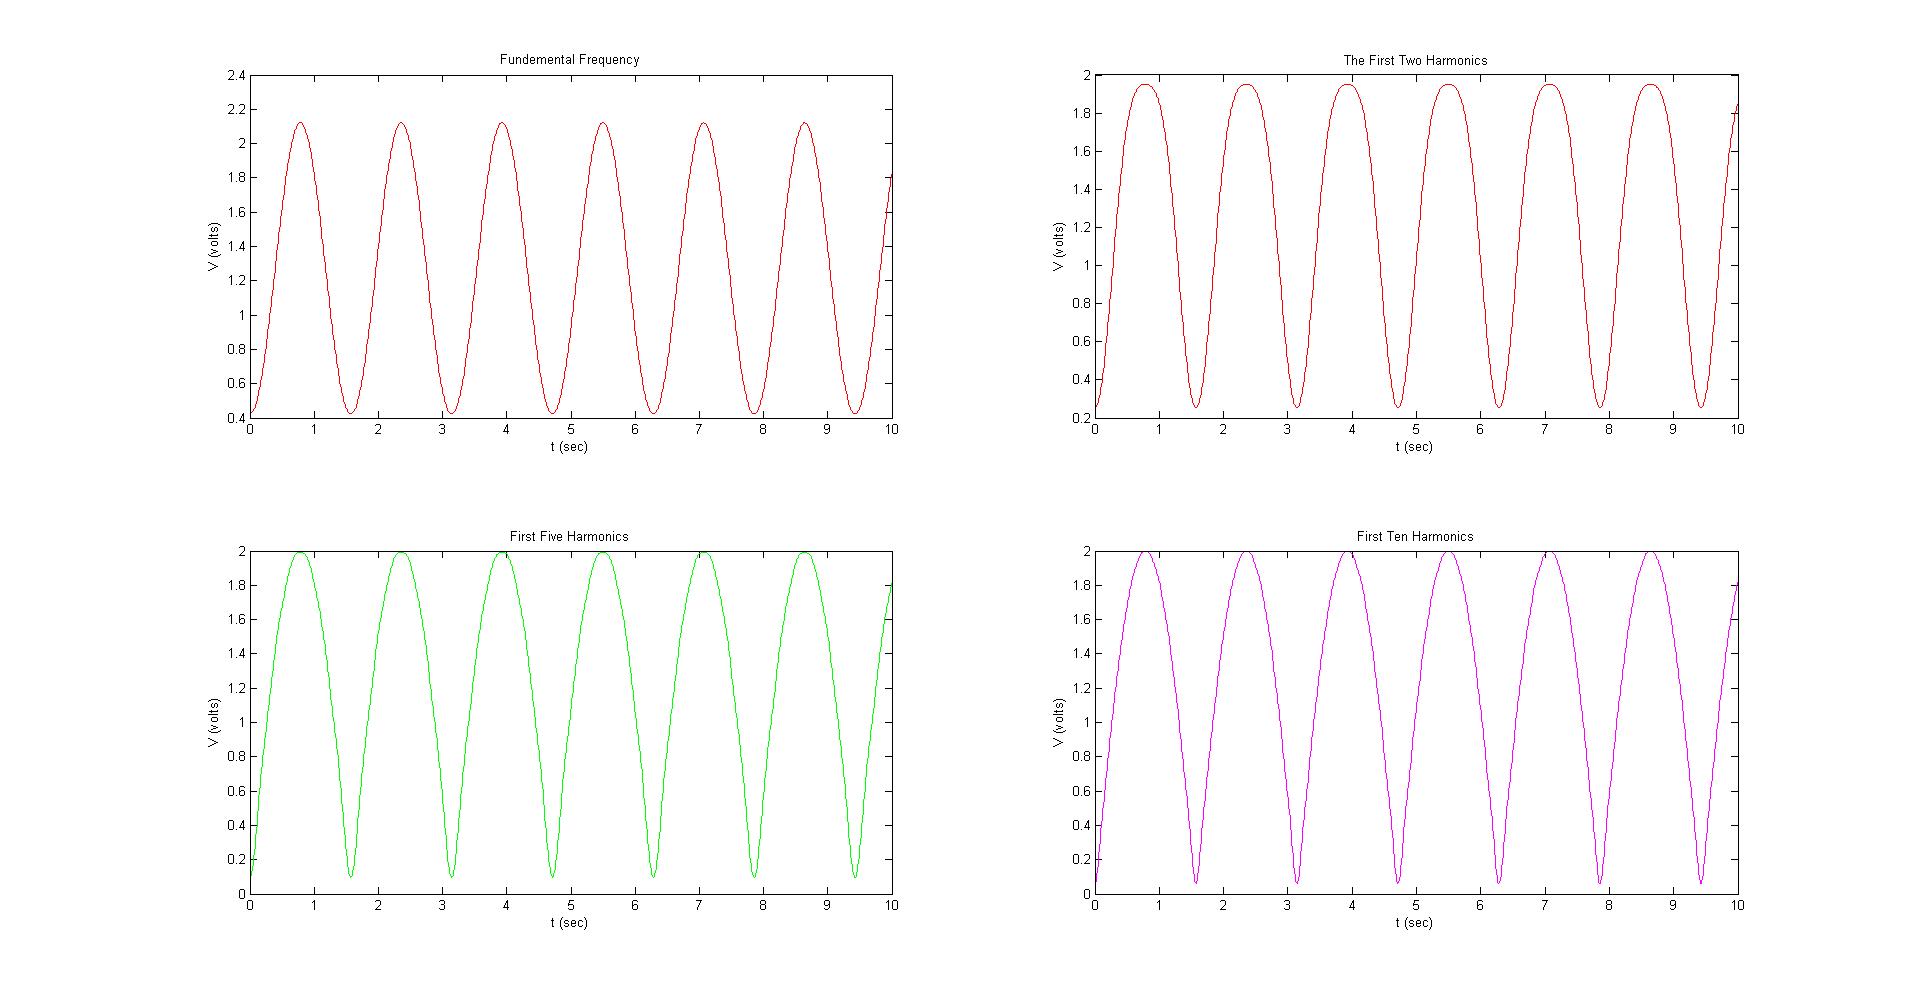 Fundemental Frequency
2.4
2.2
2
1.8
1.6
1.4
1.2
1
0.8
0.6
0.4
V (volts)
0 1 2 3 4 5 6 7 8 9 10
t (sec)
The First Two Harmonics
2
1.8
1.6
1.4
1.2
1
0.8
0.6
0.4
0.2
V (volts)
0 1 2 3 4 5 6 7 8 9 10
t (sec)
First Five Harmonics
2
1.8
1.6
1.4
1.2
1
0.8
0.6
0.4
0.2
0
V (volts)
0 1 2 3 4 5 6 7 8 9 10
t (sec)
First Ten Harmonics
2
1.8
1.6
1.4
1.2
1
0.8
0.6
0.4
0.2
0
V (volts)
0 1 2 3 4 5 6 7 8 9 10
t (sec)